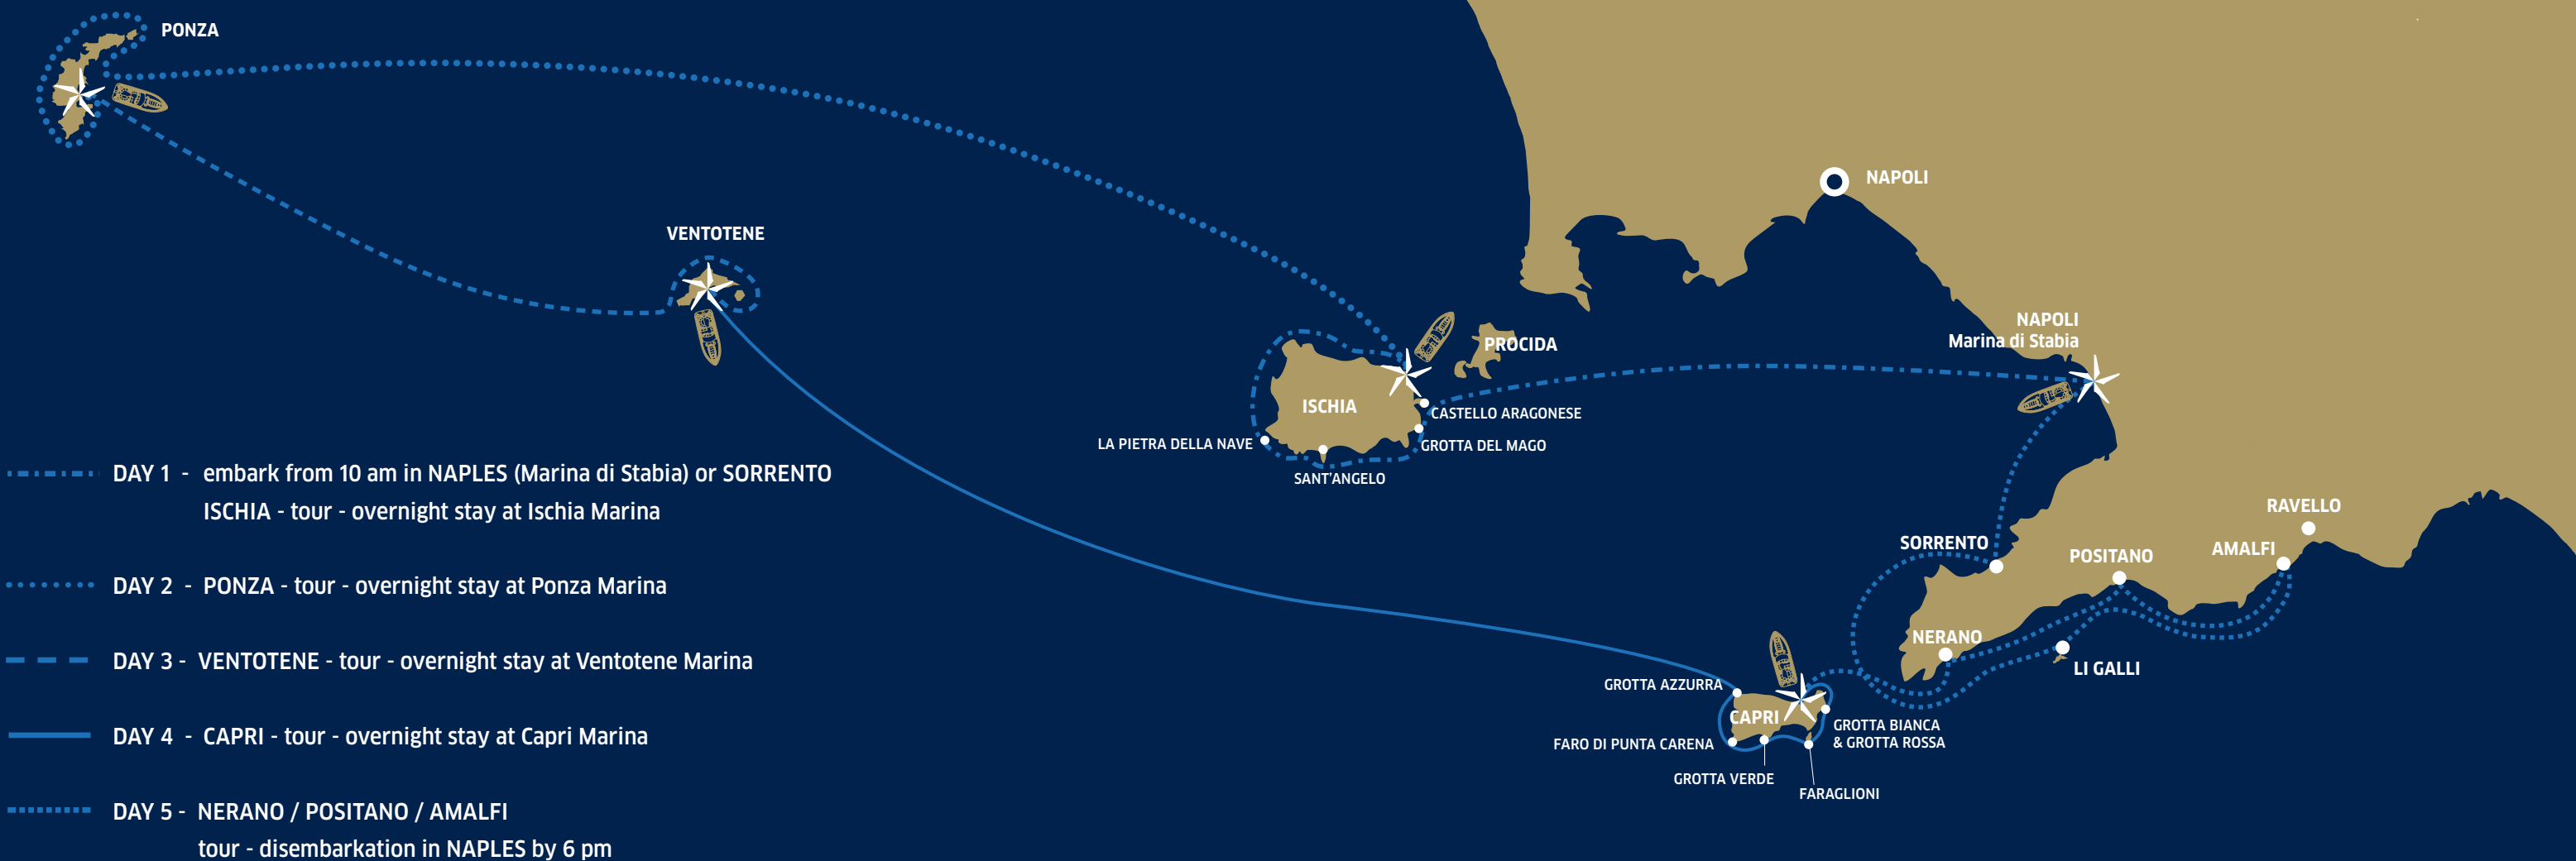 PONZA
NAPOLI
VENTOTENE
NAPOLI
Marina di Stabia
PROCIDA
ISCHIA
CASTELLO ARAGONESE
LA PIETRA DELLA NAVE
GROTTA DEL MAGO
SANT'ANGELO
RAVELLO
SORRENTO
AMALFI
POSITANO
NERANO
LI GALLI
GROTTA AZZURRA
CAPRI
GROTTA BIANCA
& GROTTA ROSSA
FARO DI PUNTA CARENA
GROTTA VERDE
FARAGLIONI
DAY 1 - embark from 10 am in NAPLES (Marina di Stabia) or SORRENTO
ISCHIA - tour - overnight stay at Ischia Marina
DAY 2 - PONZA - tour - overnight stay at Ponza Marina
DAY 3 - VENTOTENE - tour - overnight stay at Ventotene Marina
DAY 4 - CAPRI - tour - overnight stay at Capri Marina
DAY 5 - NERANO / POSITANO / AMALFI
tour - disembarkation in NAPLES by 6 pm